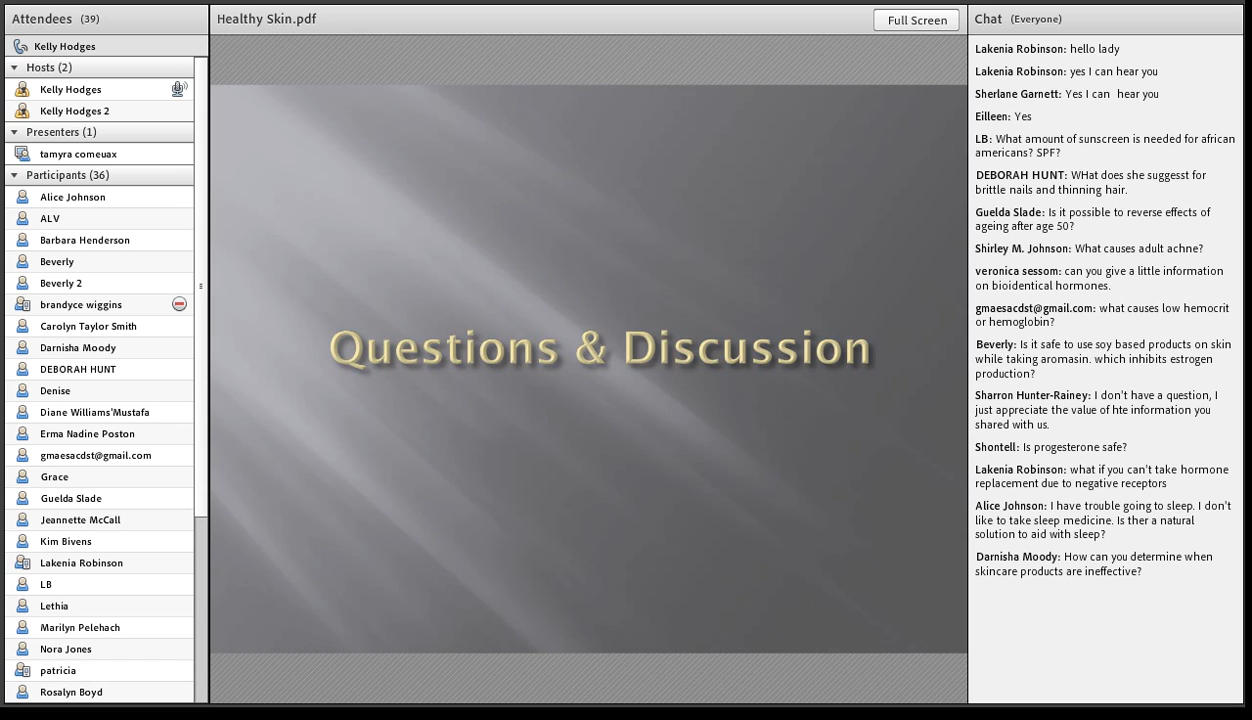 Attendees (39)
Kelly Hodges
Hosts (2)
Kelly Hodges
Kelly Hodges 2
Presenters (1)
tamyra comeuax
Participants (36)
Alice Johnson
ALV
Barbara Henderson
Beverly
Beverly 2
brandyce wiggins
Carolyn Taylor Smith
Darnisha Moody
DEBORAH HUNT
Denise
Diane Williams'Mustafa
Erma Nadine Poston
gmaesacdst@gmail.com
Grace
Guelda Slade
Jeannette McCall
Kim Bivens
Lakenia Robinson
LB
Lethia
Marilyn Pelehach
Nora Jones
patricia
Rosalyn Boyd
Healthy Skin.pdf
Full Screen
Questions & Discussion
Chat (Everyone)
Lakenia Robinson: hello lady
Lakenia Robinson: yes I can hear you
Sherlane Garnett: Yes I can  hear you
Eilleen: Yes
LB: What amount of sunscreen is needed for african
americans? SPF?
DEBORAH HUNT: WHat does she suggesst for
brittle nails and thinning hair.
Guelda Slade: Is it possible to reverse effects of
ageing after age 50?
Shirley M. Johnson: What causes adult achne?
veronica sessom: can you give a little information
on bioidentical hormones.
gmaesacdst@gmail.com: what causes low hemocrit
or hemoglobin?
Beverly: Is it safe to use soy based products on skin
while taking aromasin. which inhibits estrogen
production?
Sharron Hunter-Rainey: I don't have a question, I
just appreciate the value of hte information you
shared with us.
Shontell: Is progesterone safe?
Lakenia Robinson: what if you can't take hormone
replacement due to negative receptors
Alice Johnson: I have trouble going to sleep. I don't
like to take sleep medicine. Is ther a natural
solution to aid with sleep?
Darnisha Moody: How can you determine when
skincare products are ineffective?